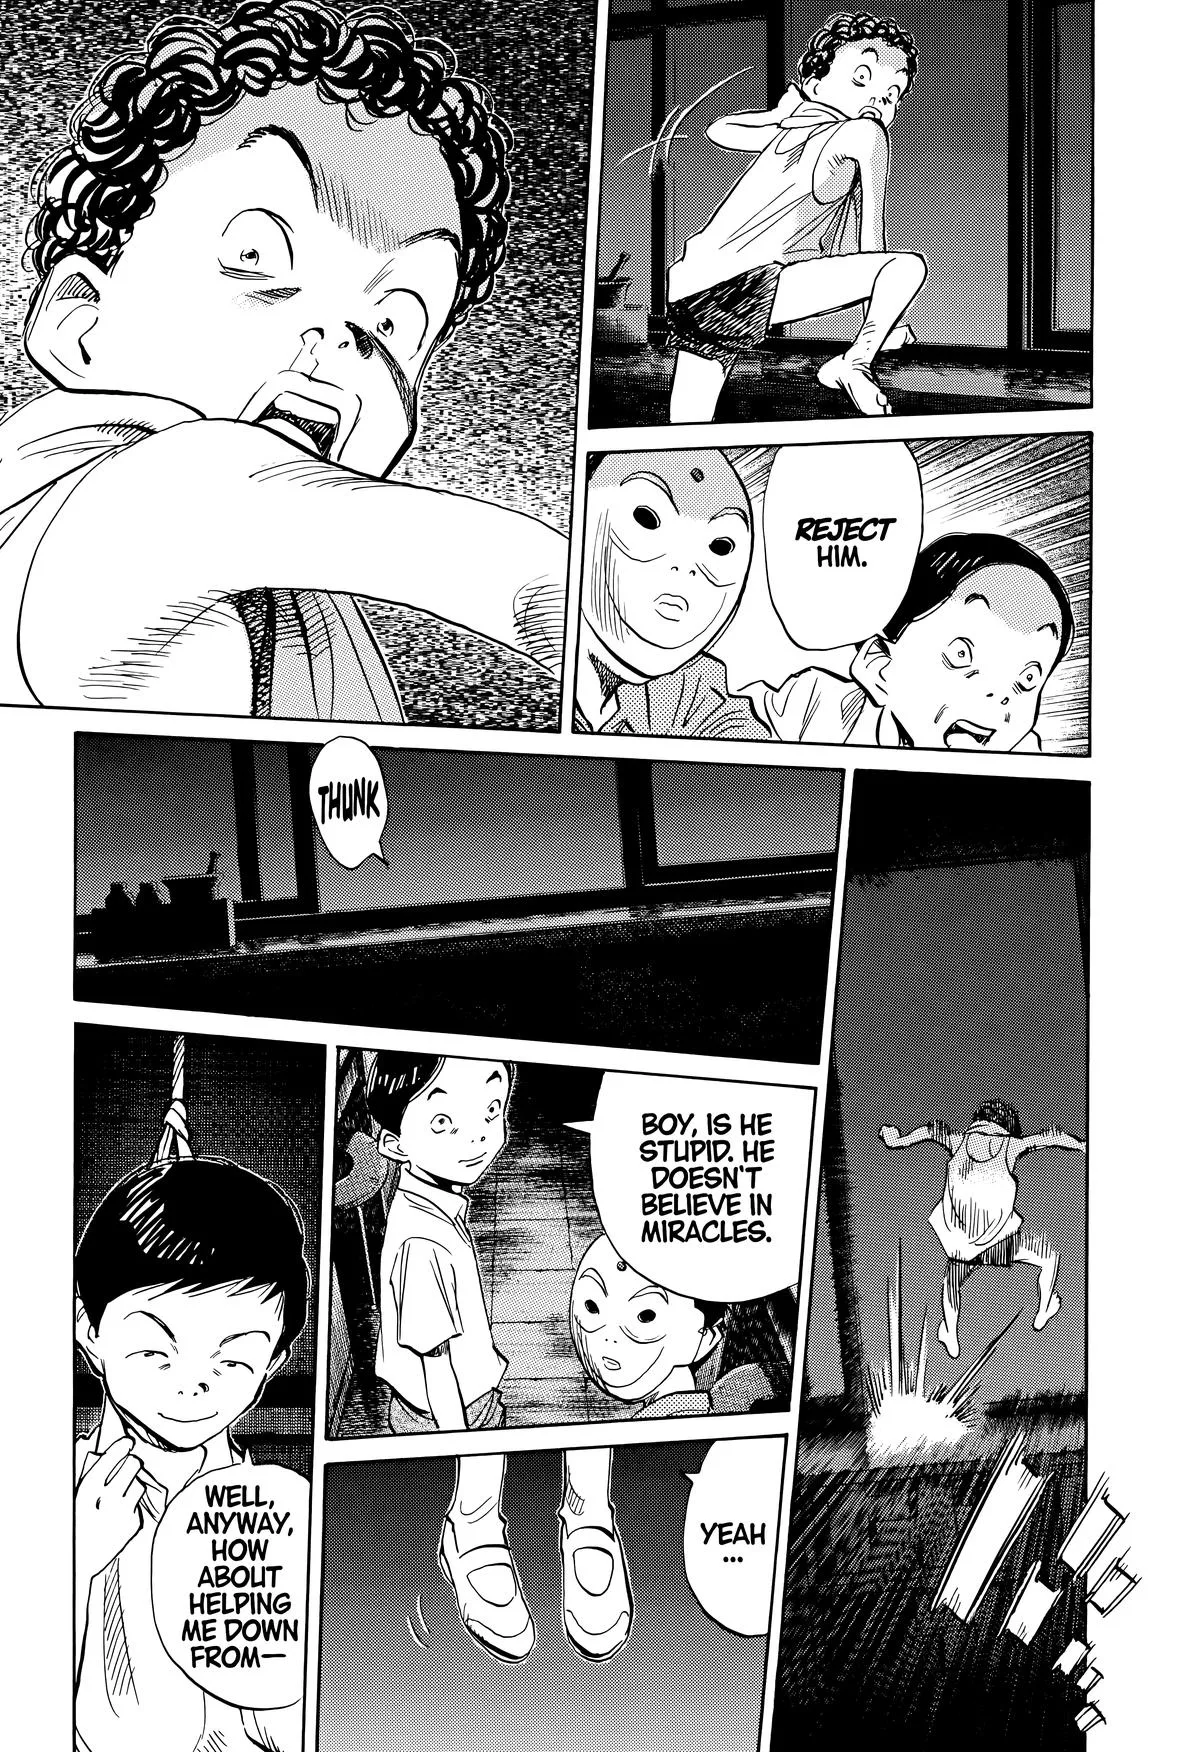 REJECT
HIM.
THUNK
BOY, IS HE
STUPID. HE
DOESN'T
BELIEVE IN
MIRACLES.
WELL,
ANYWAY,
HOW
ABOUT
HELPING
ME DOWN
FROM—
YEAH
...